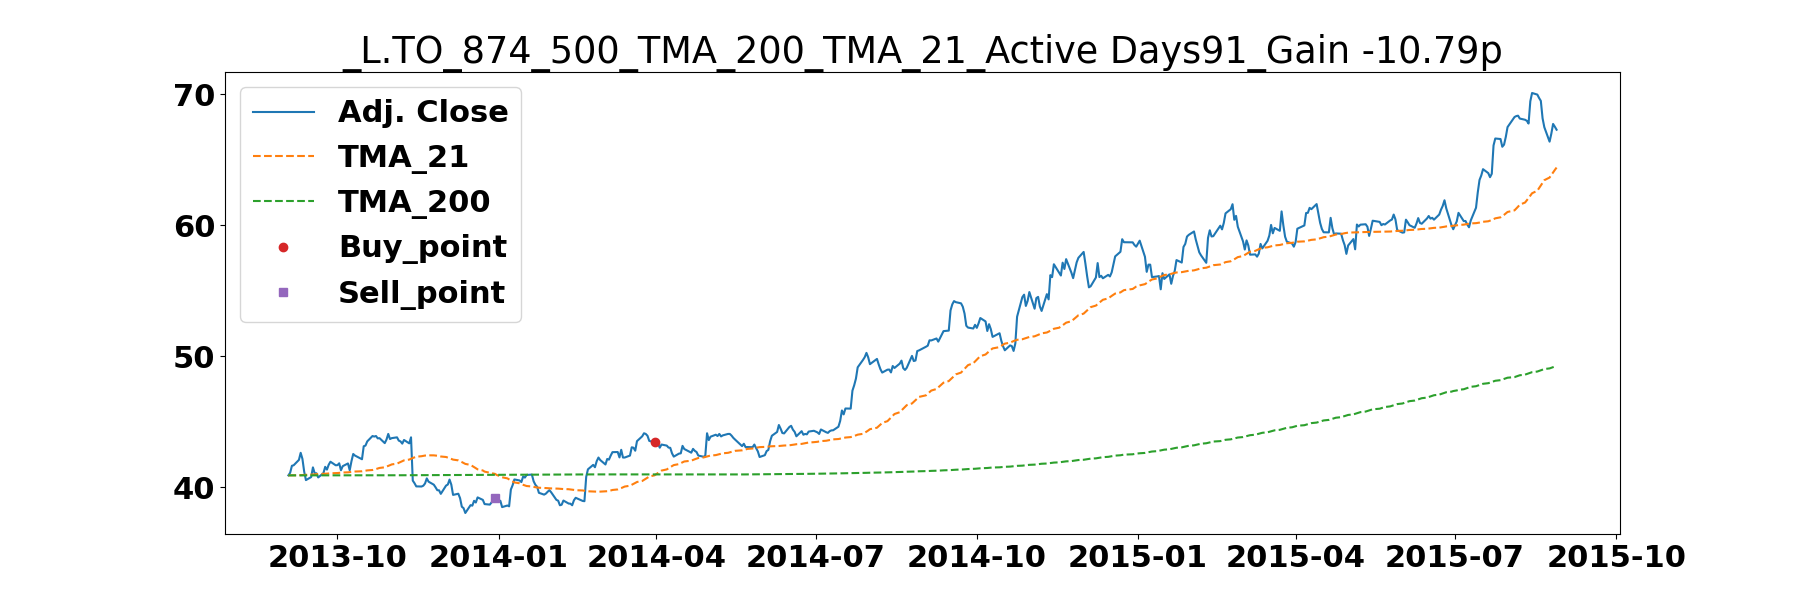 _L.TO_874_500_TMA_200_TMA_21_Active Days91_Gain -10.79p
70
60
50
40
Adj. Close
TMA_21
TMA_200
Buy_point
Sell_point
2013-10 2014-01 2014-04 2014-07 2014-10 2015-01 2015-04 2015-07 2015-10